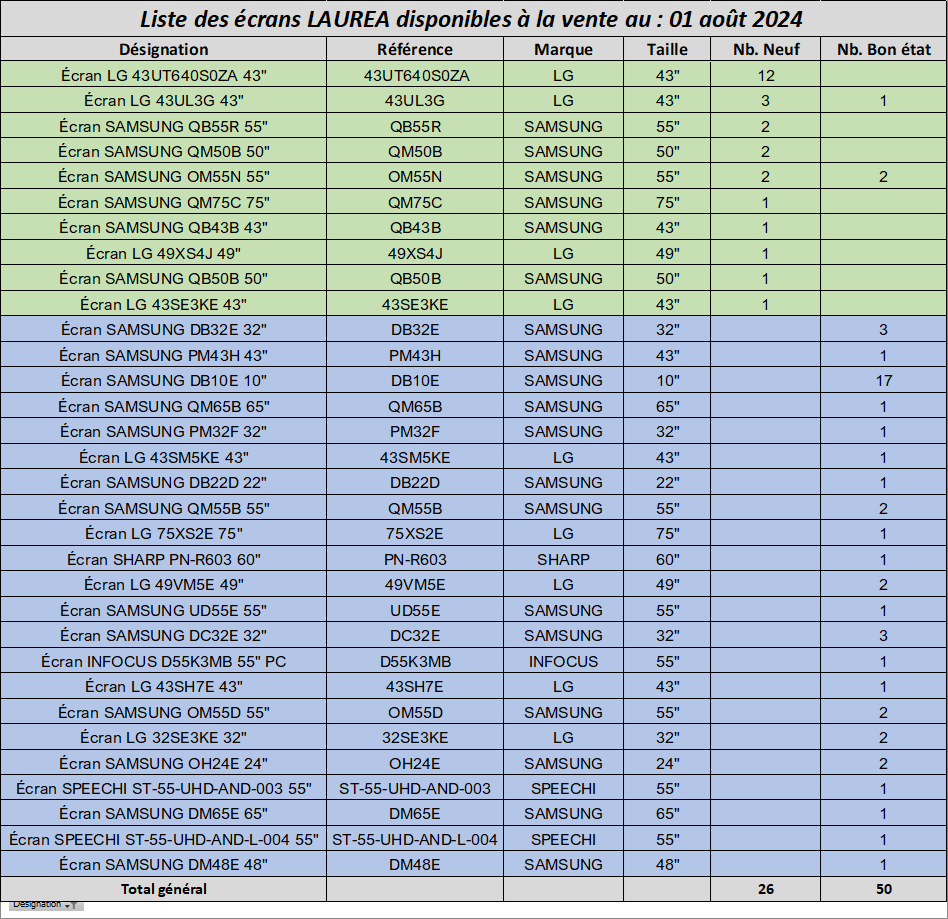 Liste des écrans LAUREA disponibles à la vente au : 01 août 2024
Désignation Référence Marque Taille Nb. Neuf Nb. Bon état
Écran LG 43UT640S0ZA 43" 43UT640S0ZA LG 43" 12
Écran LG 43UL3G 43" 43UL3G LG 43" 3 1
Écran SAMSUNG QB55R 55" QB55R SAMSUNG 55" 2
Écran SAMSUNG QM50B 50" QM50B SAMSUNG 50" 2
Écran SAMSUNG OM55N 55" OM55N SAMSUNG 55" 2 2
Écran SAMSUNG QM75C 75" QM75C SAMSUNG 75" 1
Écran SAMSUNG QB43B 43" QB43B SAMSUNG 43" 1
Écran LG 49XS4J 49" 49XS4J LG 49" 1
Écran SAMSUNG QB50B 50" QB50B SAMSUNG 50" 1
Écran LG 43SE3KE 43" 43SE3KE LG 43" 1
Écran SAMSUNG DB32E 32" DB32E SAMSUNG 32" 3
Écran SAMSUNG PM43H 43" PM43H SAMSUNG 43" 1
Écran SAMSUNG DB10E 10" DB10E SAMSUNG 10" 17
Écran SAMSUNG QM65B 65" QM65B SAMSUNG 65" 1
Écran SAMSUNG PM32F 32" PM32F SAMSUNG 32" 1
Écran LG 43SM5KE 43" 43SM5KE LG 43" 1
Écran SAMSUNG DB22D 22" DB22D SAMSUNG 22" 1
Écran SAMSUNG QM55B 55" QM55B SAMSUNG 55" 2
Écran LG 75XS2E 75" 75XS2E LG 75" 1
Écran SHARP PN-R603 60" PN-R603 SHARP 60" 1
Écran LG 49VM5E 49" 49VM5E LG 49" 2
Écran SAMSUNG UD55E 55" UD55E SAMSUNG 55" 1
Écran SAMSUNG DC32E 32" DC32E SAMSUNG 32" 3
Écran INFOCUS D55K3MB 55" PC D55K3MB INFOCUS 55" 1
Écran LG 43SH7E 43" 43SH7E LG 43" 1
Écran SAMSUNG OM55D 55" OM55D SAMSUNG 55" 2
Écran LG 32SE3KE 32" 32SE3KE LG 32" 2
Écran SAMSUNG OH24E 24" OH24E SAMSUNG 24" 2
Écran SPEECHI ST-55-UHD-AND-003 55" ST-55-UHD-AND-003 SPEECHI 55" 1
Écran SAMSUNG DM65E 65" DM65E SAMSUNG 65" 1
Écran SPEECHI ST-55-UHD-AND-L-004 55" ST-55-UHD-AND-L-004 SPEECHI 55" 1
Écran SAMSUNG DM48E 48" DM48E SAMSUNG 48" 1
Total général 26 50
Désignation